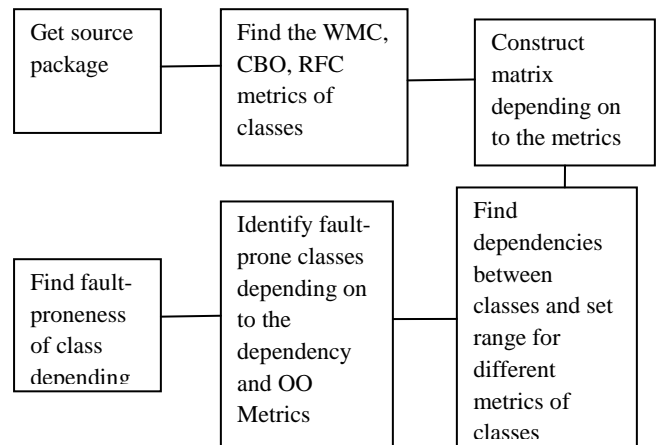 Get source
package
Find the WMC,
CBO, RFC
metrics of
classes
Construct
matrix
depending on
to the metrics
Find
dependencies
between
classes and set
range for
different
metrics of
classes
Identify fault-
prone classes
depending on
to the
dependency
and OO
Metrics
Find fault-
proneness
of class
depending